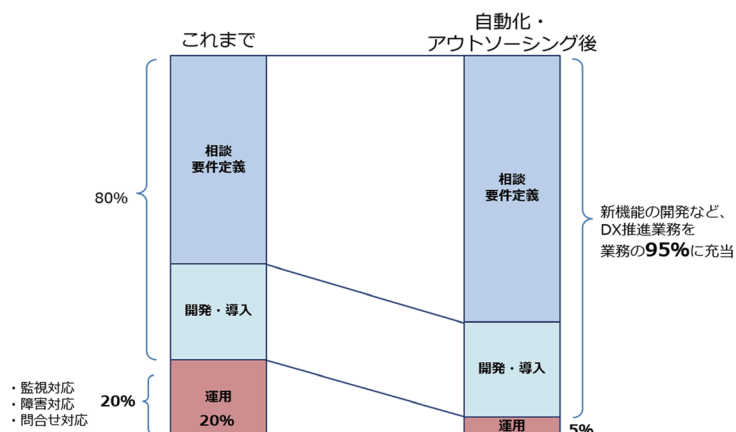 これまで
自動化・
アウトソーシング後
相談
要件定義
80%
開発・導入
・監視対応
・障害対応
・問合せ対応
20%
運用
20%
相談
要件定義
開発・導入
運用
5%
新機能の開発など、
DX推進業務を
業務の95%に充当